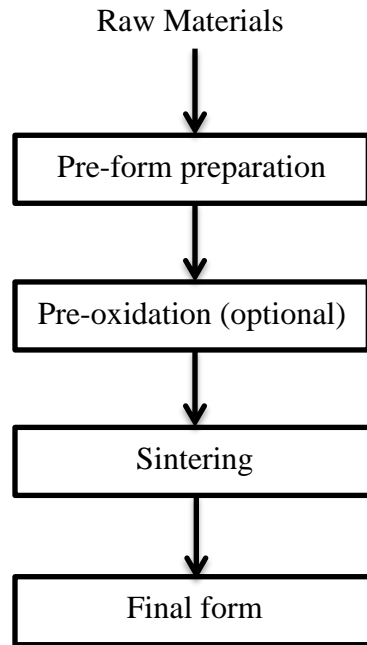 Raw Materials
Pre-form preparation
Pre-oxidation (optional)
Sintering
Final form